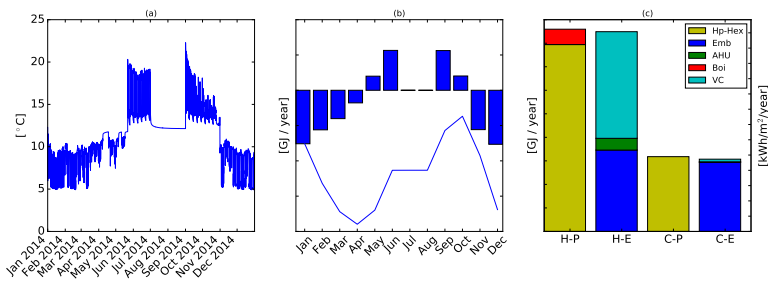 (a)
[°C]
25
20
15
10
5
0
Jan 2014
Feb 2014
Mar 2014
Apr 2014
May 2014
Jun 2014
Jul 2014
Aug 2014
Sep 2014
Oct 2014
Nov 2014
Dec 2014
(b)
[GJ / year]
Jan
Feb
Mar
Apr
May
Jun
Jul
Aug
Sep
Oct
Nov
Dec
(c)
[GJ / year]
Hp-Hex
Emb
AHU
Boi
VC
[kWh/m²/year]
H-P
H-E
C-P
C-E